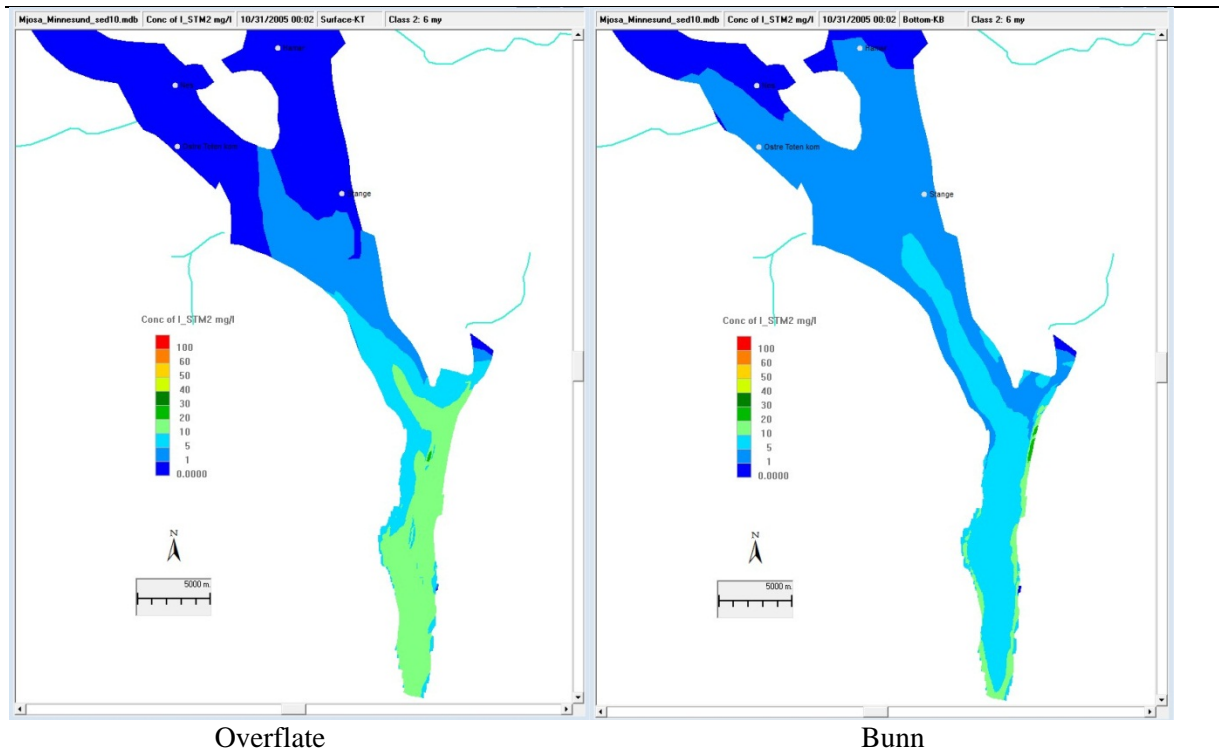 Mjosa_Minnesund_sed10.mdb Conc of I_STM2 mg/l 10/31/2005 00:02 Surface-KT Class 2: 6 my
Ostre Toten kom
Stange
Conc of I_STM2 mg/l
100
60
50
40
30
20
10
5
1
0.0000
N
5000 m.
Overflate
Mjosa_Minnesund_sed10.mdb Conc of I_STM2 mg/l 10/31/2005 00:02 Bottom-KB Class 2: 6 my
Hamar
Ostre Toten kom
Stange
Conc of I_STM2 mg/l
100
60
50
40
30
20
10
5
1
0.0000
N
5000 m.
Bunn